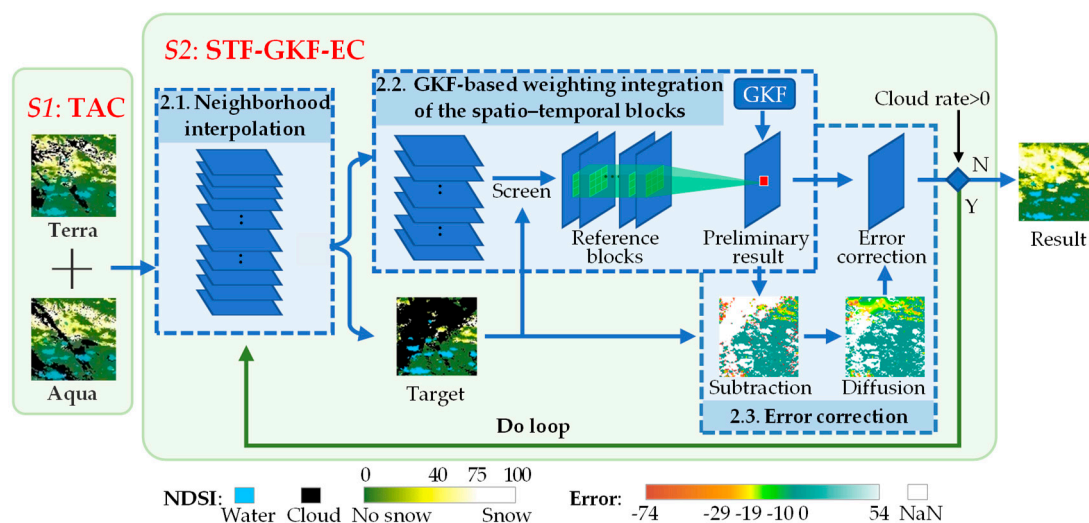 S2: STF-GKF-EC
S1: TAC
Terra
Aqua
2.1. Neighborhood
interpolation
2.2. GKF-based weighting integration
of the spatio–temporal blocks
GKF
Screen
Reference
blocks
Preliminary
result
Error
correction
Cloud rate>0
N
Y
Result
Target
Subtraction
Diffusion
2.3. Error correction
Do loop
NDSI:
Water
Cloud
0 40 75 100
No snow
Snow
Error:
-74 -29 -19 -10 0 54
NaN